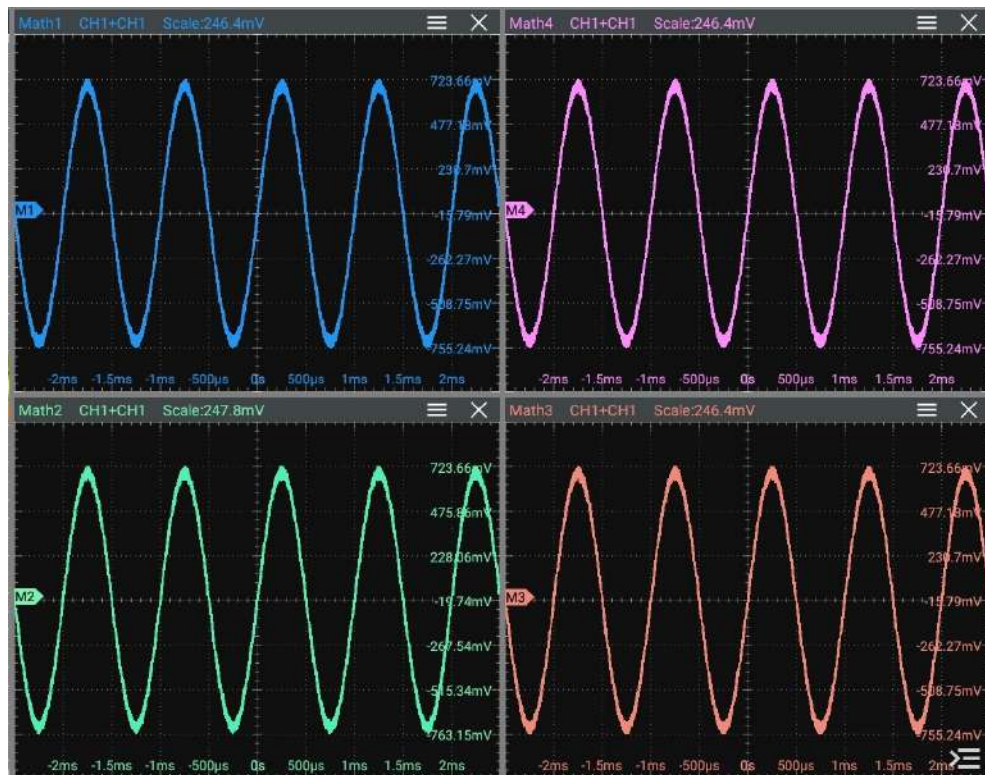 Math1 CH1+CH1 Scale:246.4mV
723.66mV
477.18mV
230.7mV
M1
-15.79mV
-262.27mV
-508.75mV
-755.24mV
-2ms -1.5ms -1ms -500µs 0s 500µs 1ms 1.5ms 2ms
Math4 CH1+CH1 Scale:246.4mV
723.66mV
477.18mV
230.7mV
M4
-15.79mV
-262.27mV
-508.75mV
-755.24mV
-2ms -1.5ms -1ms -500µs 0s 500µs 1ms 1.5ms 2ms
Math2 CH1+CH1 Scale:247.8mV
723.66mV
475.86mV
228.06mV
M2
-19.74mV
-267.54mV
-515.34mV
-763.15mV
-2ms -1.5ms -1ms -500µs 0s 500µs 1ms 1.5ms 2ms
Math3 CH1+CH1 Scale:246.4mV
723.66mV
477.18mV
230.7mV
M3
-15.79mV
-262.27mV
-508.75mV
-755.24mV
-2ms -1.5ms -1ms -500µs 0s 500µs 1ms 1.5ms 2ms